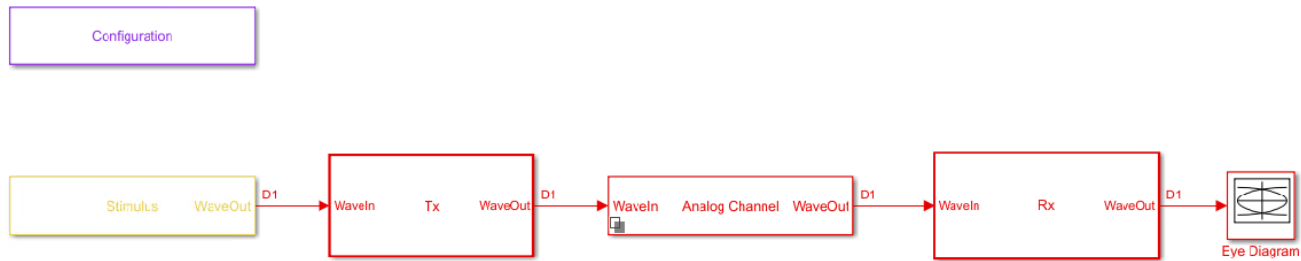 Configuration
Stimulus WaveOut D1 WaveIn Tx WaveOut D1 WaveIn Analog Channel WaveOut D1 WaveIn Rx WaveOut D1
Eye Diagram